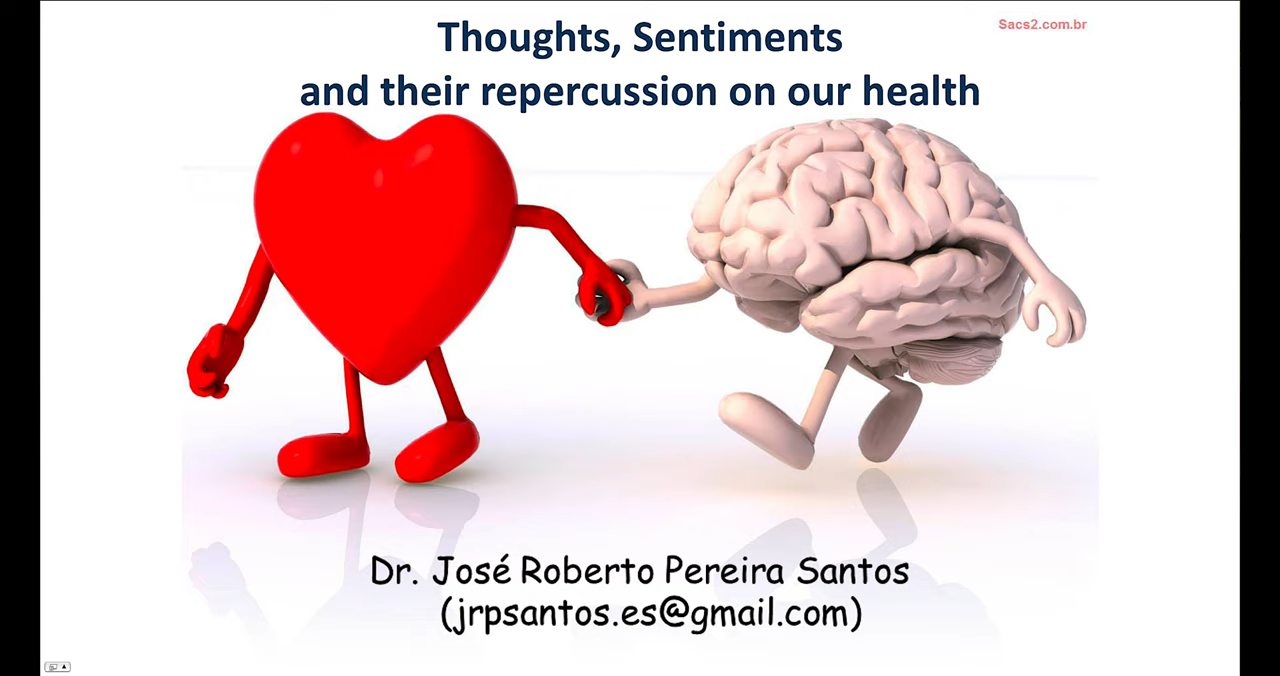 Sacs2.com.br
Thoughts, Sentiments
and their repercussion on our health
Dr. José Roberto Pereira Santos
(jrpsantos.es@gmail.com)